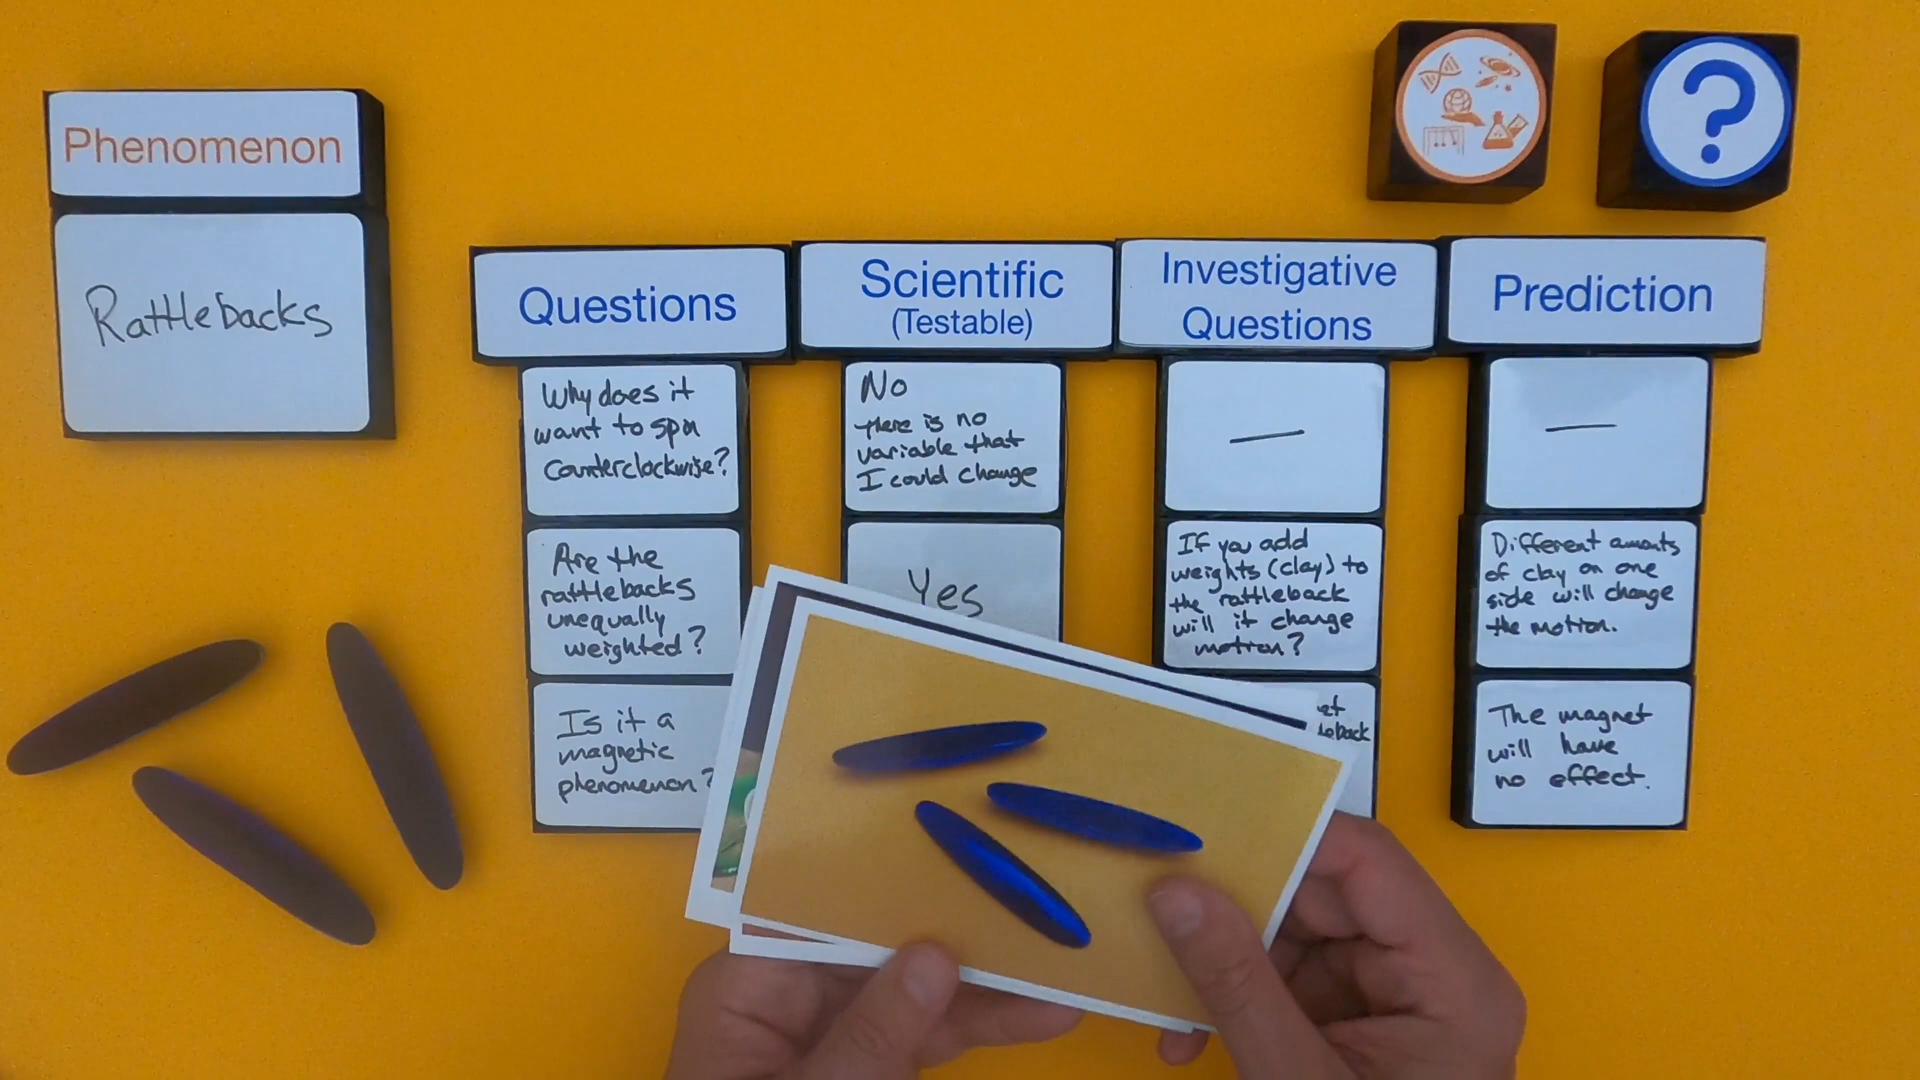 Phenomenon
Rattlebacks
?
Questions
Scientific
(Testable)
Investigative
Questions
Prediction
Why does it
want to spin
counterclockwise?
No
there is no
variable that
I could change
—
—
Are the
rattlebacks
unequally
weighted?
Yes
If you add
weights (clay) to
the rattleback
will it change
motion?
Different amounts
of clay on one
side will change
the motion.
Is it a
magnetic
phenomenon?
The magnet
will have
no effect.